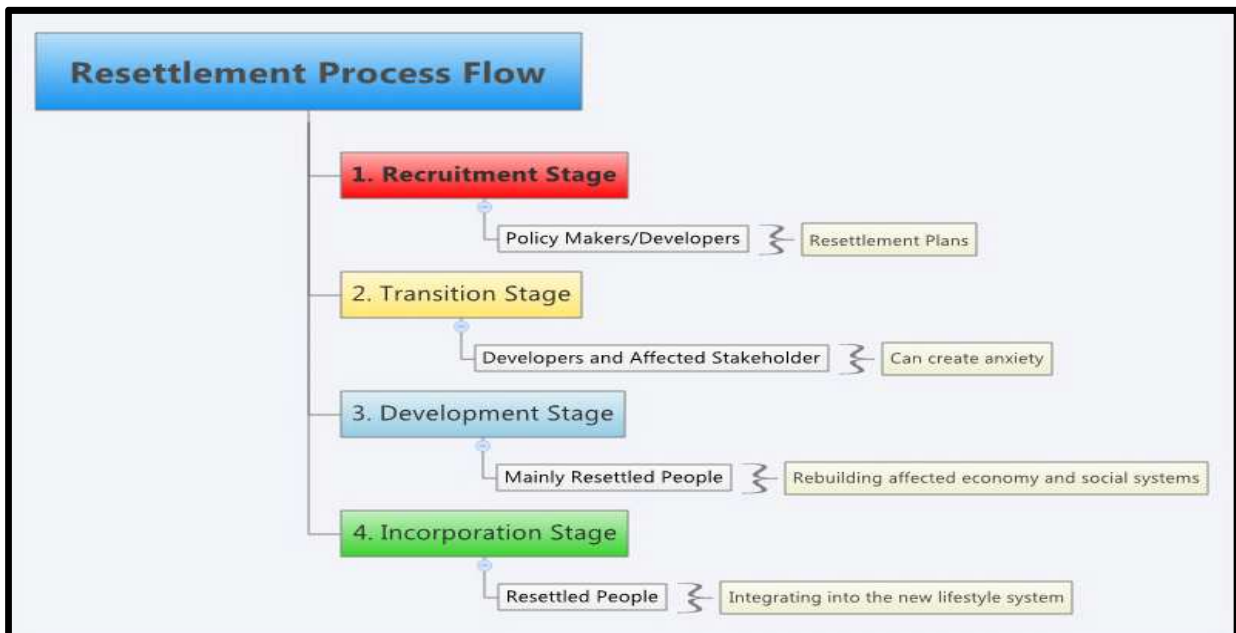 Resettlement Process Flow
1. Recruitment Stage
Policy Makers/Developers
Resettlement Plans
2. Transition Stage
Developers and Affected Stakeholder
Can create anxiety
3. Development Stage
Mainly Resettled People
Rebuilding affected economy and social systems
4. Incorporation Stage
Resettled People
Integrating into the new lifestyle system